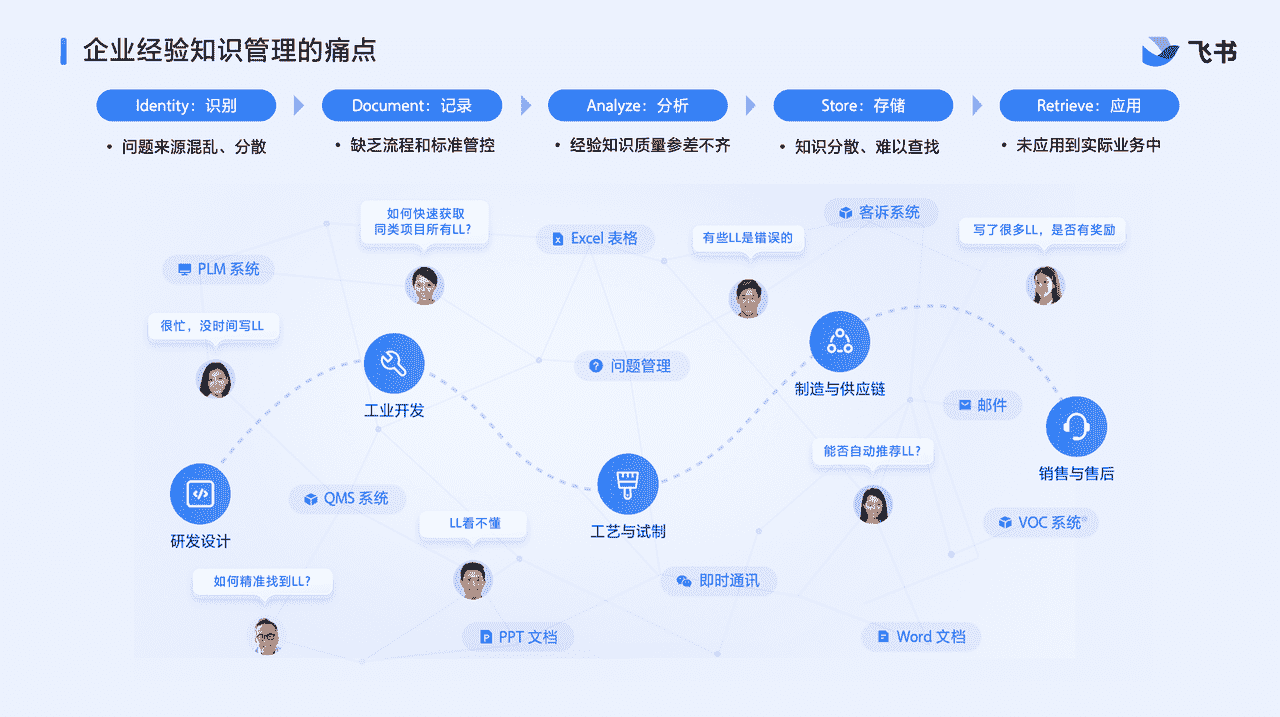 企业经验知识管理的痛点
飞书
Identity：识别
Document：记录
Analyze：分析
Store：存储
Retrieve：应用
• 问题来源混乱、分散
• 缺乏流程和标准管控
• 经验知识质量参差不齐
• 知识分散、难以查找
• 未应用到实际业务中
如何快速获取
同类项目所有LL?
Excel 表格
有些LL是错误的
客诉系统
写了很多LL，是否有奖励
PLM 系统
很忙，没时间写LL
工业开发
问题管理
制造与供应链
邮件
销售与售后
能否自动推荐LL?
QMS 系统
研发设计
LL看不懂
工艺与试制
VOC 系统
如何精准找到LL?
即时通讯
PPT 文档
Word 文档